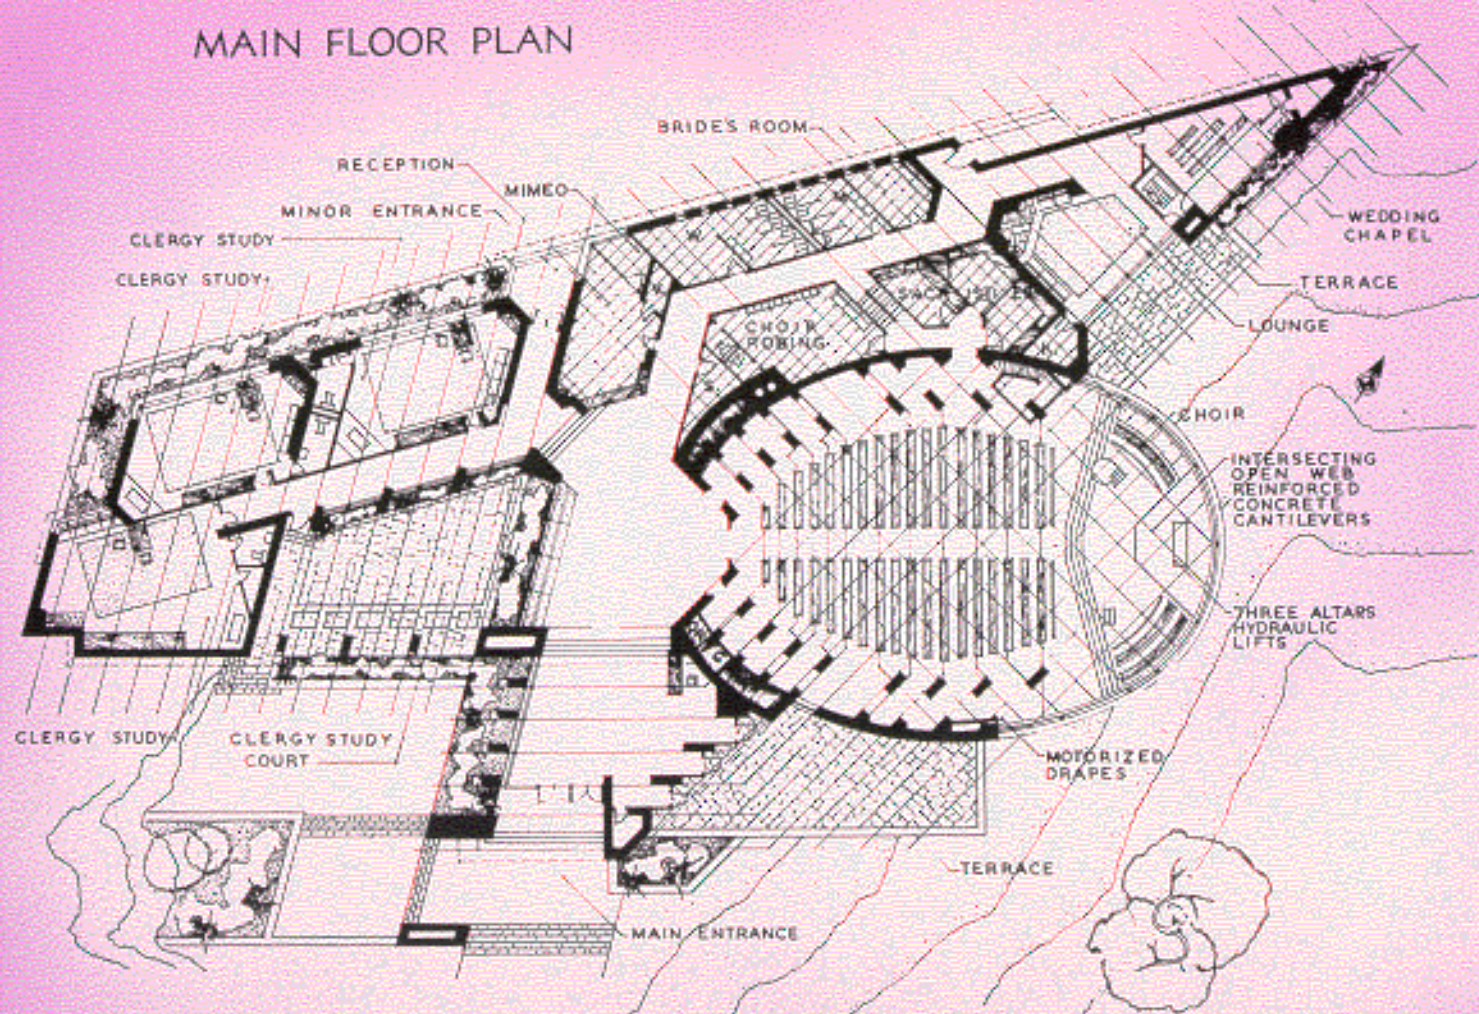 MAIN FLOOR PLAN
BRIDE'S ROOM
RECEPTION
MIMEO
MINOR ENTRANCE
CLERGY STUDY
CLERGY STUDY
WEDDING
CHAPEL
TERRACE
LOUNGE
CHOIR
ROBING
CHOIR
INTERSECTING
OPEN WEB
REINFORCED
CONCRETE
CANTILEVERS
THREE ALTARS
HYDRAULIC
LIFTS
CLERGY STUDY
CLERGY STUDY
COURT
MOTORIZED
DRAPES
TERRACE
MAIN ENTRANCE